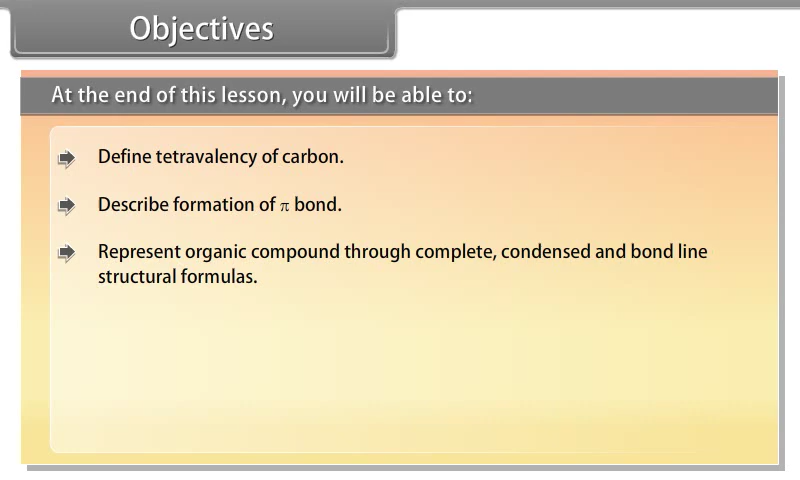 Objectives
At the end of this lesson, you will be able to:
Define tetravalency of carbon.
Describe formation of π bond.
Represent organic compound through complete, condensed and bond line
structural formulas.